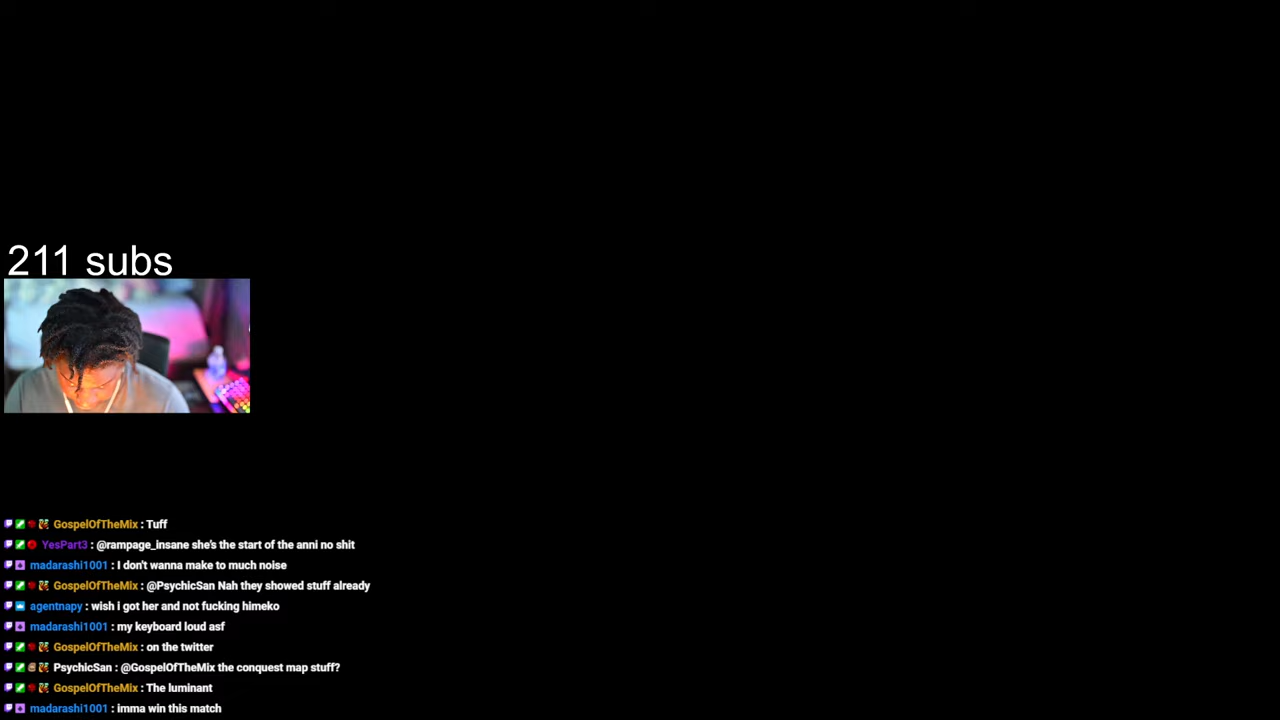 211 subs
GospelOfTheMix : Tuff
YesPart3 : @rampage_insane she's the start of the anni no shit
madarashi1001 : I don't wanna make to much noise
GospelOfTheMix : @PsychicSan Nah they showed stuff already
agentnapy : wish i got her and not fucking himeko
madarashi1001 : my keyboard loud asf
GospelOfTheMix : on the twitter
PsychicSan : @GospelOfTheMix the conquest map stuff?
GospelOfTheMix : The luminant
madarashi1001 : imma win this match